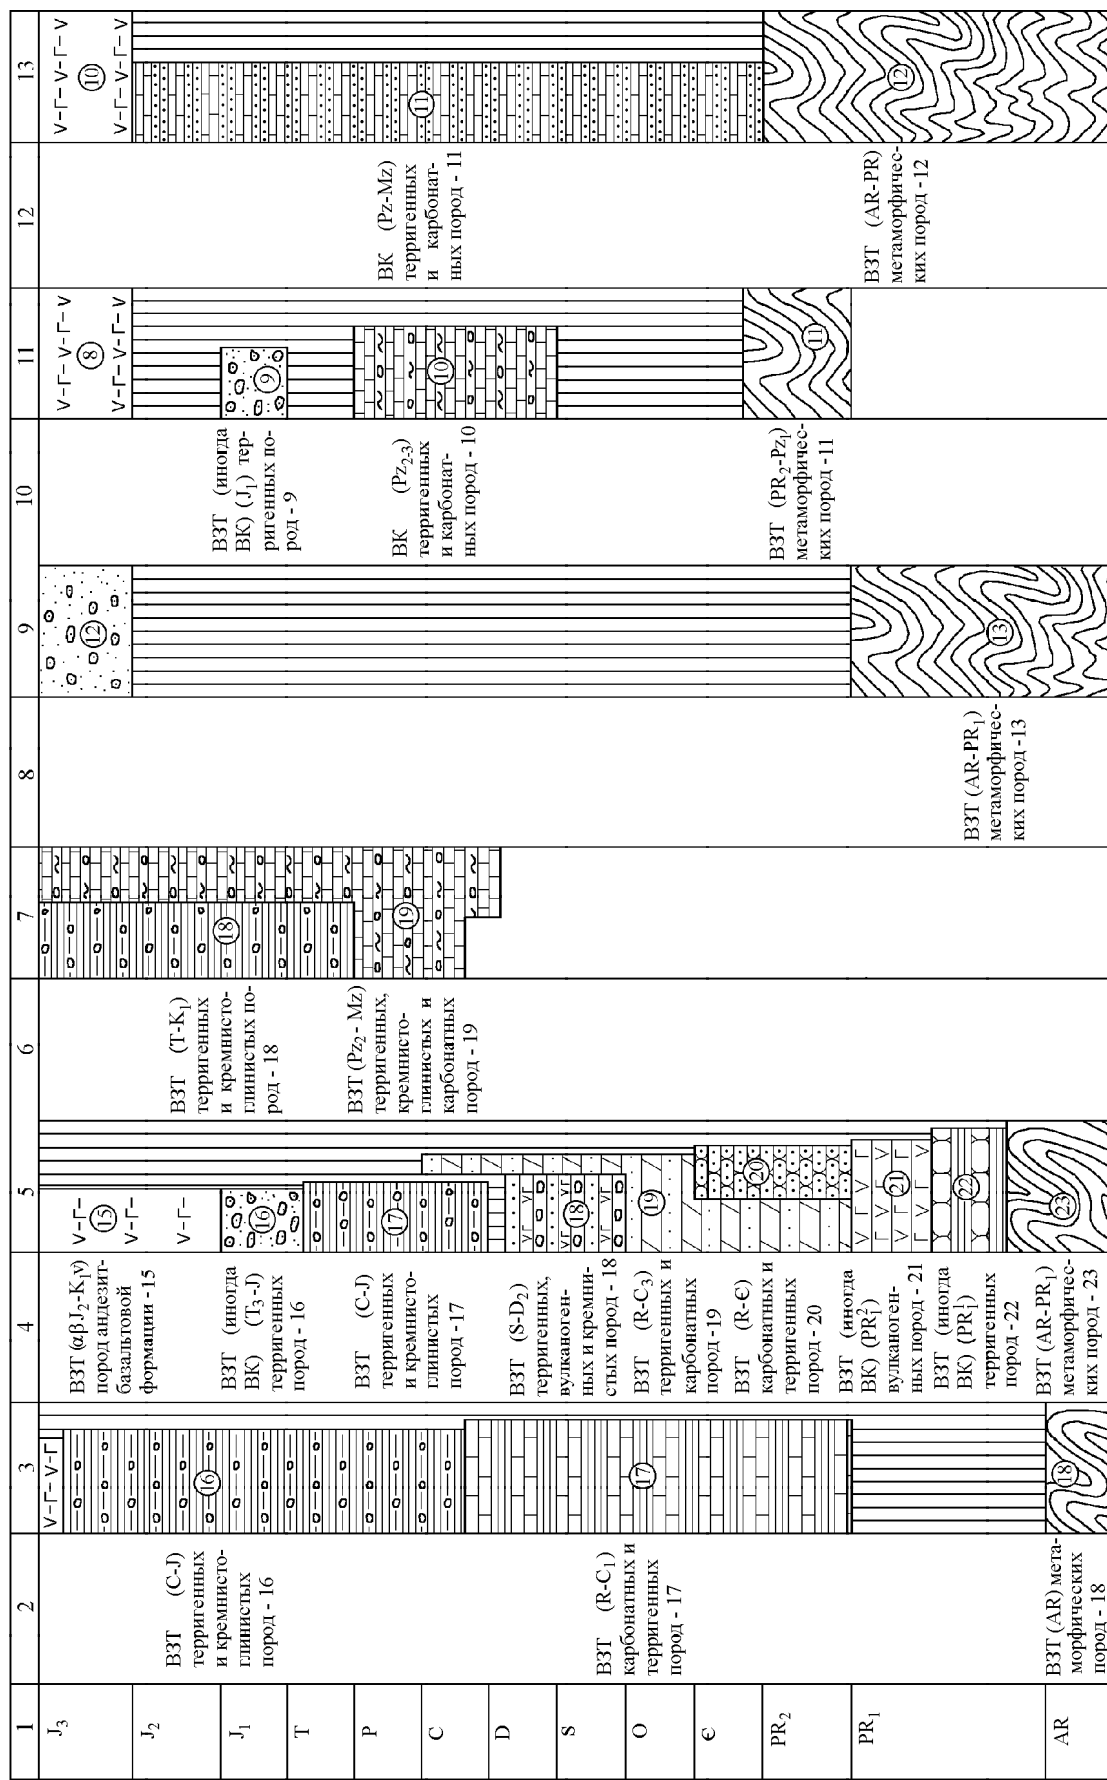 1
2
3
4
5
6
7
8
9
10
11
12
13
J₃
J₂
J₁
T
P
C
D
S
O
Є
PR₂
PR₁
AR
ВЗТ (C-J)
терригенных
и кремнисто-
глинистых
пород - 16
ВЗТ (R-C₁)
карбонатных и
терригенных
пород - 17
ВЗТ (AR) мета-
морфических
пород - 18
V-Г- V-Г
16
17
18
ВЗТ (αβJ₂-K₁v)
пород андезит-
базальтовой
формации -15
ВЗТ (иногда
ВК) (T₃-J)
терригенных
пород - 16
ВЗТ (C-J)
терригенных
и кремнисто-
глинистых
пород -17
ВЗТ (S-D₂)
терригенных,
вулканоген-
ных и кремни-
стых пород - 18
ВЗТ (R-C₃)
терригенных и
карбонатных
пород -19
ВЗТ (R-Є)
карбонатных и
терригенных
пород - 20
ВЗТ (иногда
ВК) (PR₁²)
вулканоген-
ных пород - 21
ВЗТ (иногда
ВК) (PR₁¹)
терригенных
пород -22
ВЗТ (AR-PR₁)
метаморфичес-
ких пород - 23
V-Г-
15
V-Г-
V-Г
16
17
18
19
20
21
22
23
ВЗТ (T-K₁)
терригенных
и кремнисто-
глинистых по-
род - 18
ВЗТ (Pz₂- Mz)
терригенных,
кремнисто-
глинистых и
карбонатных
пород - 19
18
19
ВЗТ (AR-PR₁)
метаморфичес-
ких пород -13
12
13
ВЗТ (иногда
ВК) (J₁) тер-
ригенных по-
род - 9
ВК (Pz₂₋₃)
терригенных
и карбонат-
ных пород - 10
ВЗТ (PR₂-Pz₁)
метаморфичес-
ких пород -11
V-Г- V-Г- V
8
V-Г- V-Г- V
9
10
11
ВК (Pz-Mz)
терригенных
и карбонат-
ных пород - 11
ВЗТ (AR-PR)
метаморфичес-
ких пород -12
V-Г- V-Г- V
10
V-Г- V-Г- V
11
12